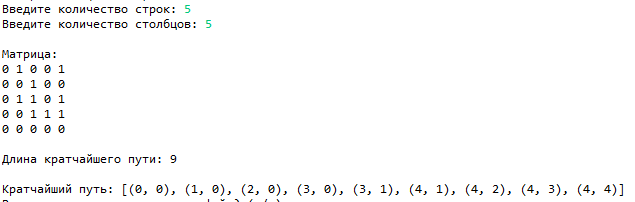 Введите количество строк: 5
Введите количество столбцов: 5
Матрица:
0 1 0 0 1
0 0 1 0 0
0 1 1 0 1
0 0 1 1 1
0 0 0 0 0
Длина кратчайшего пути: 9
Кратчайший путь: [(0, 0), (1, 0), (2, 0), (3, 0), (3, 1), (4, 1), (4, 2), (4, 3), (4, 4)]